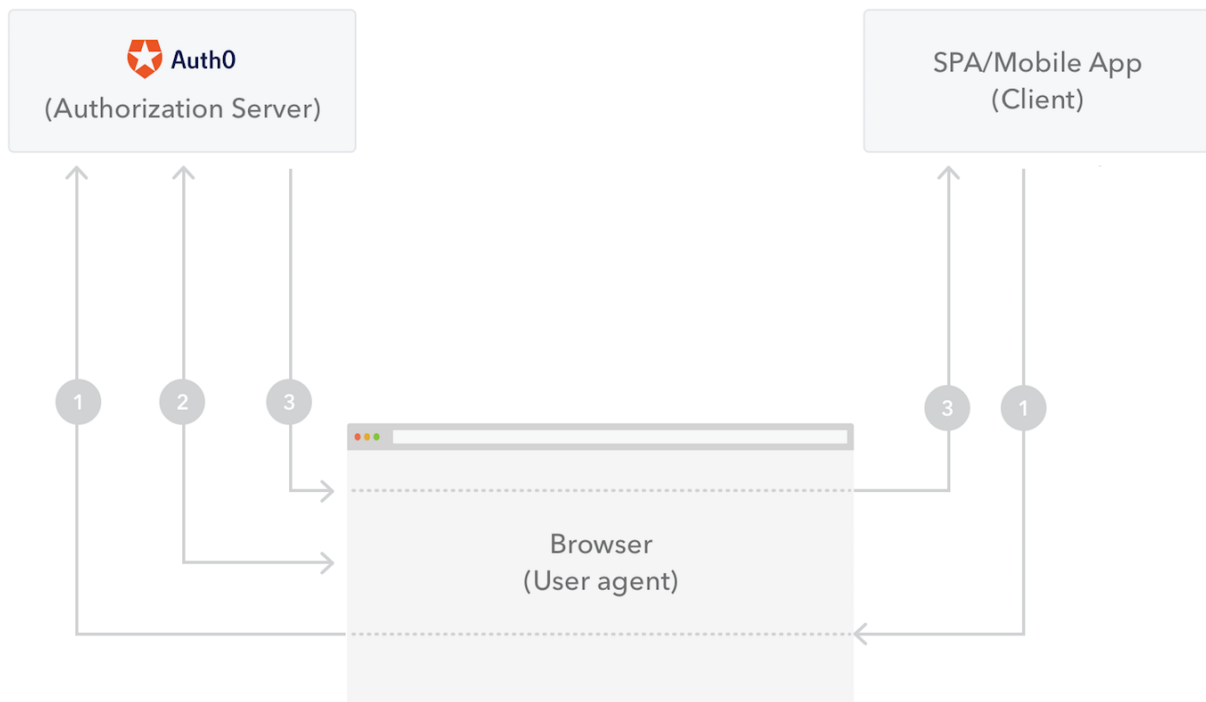 Auth0
(Authorization Server)
SPA/Mobile App
(Client)
1
2
3
3
1
Browser
(User agent)